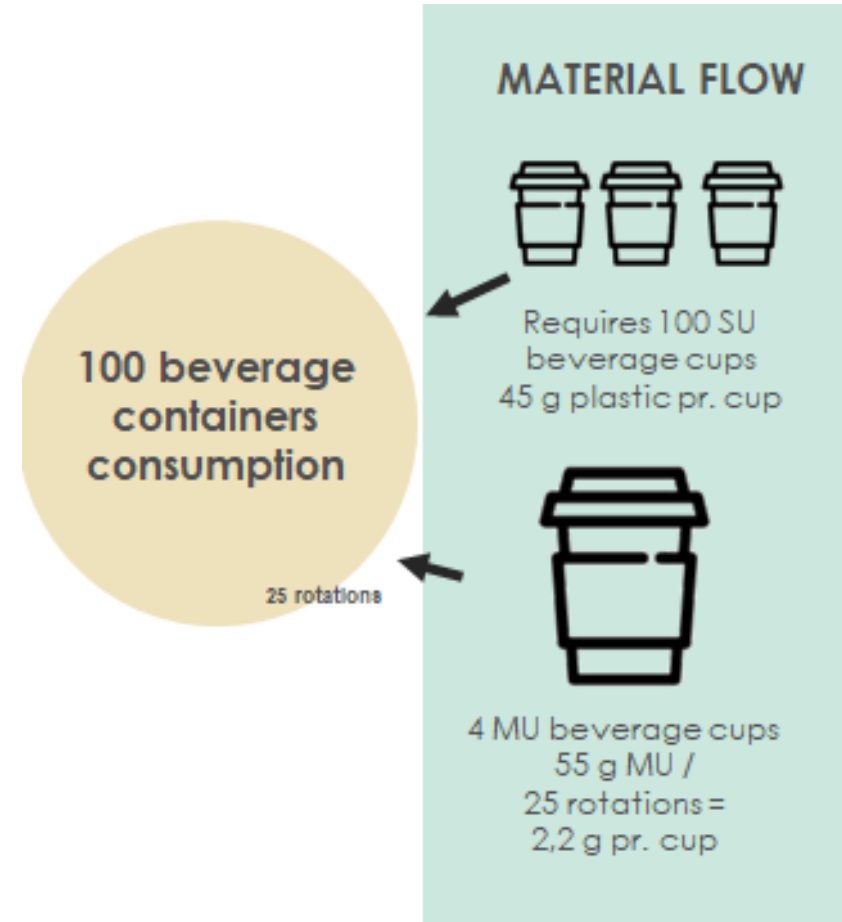 MATERIAL FLOW
Requires 100 SU
beverage cups
45 g plastic pr. cup
100 beverage
containers
consumption
25 rotations
4 MU beverage cups
55 g MU /
25 rotations =
2,2 g pr. cup